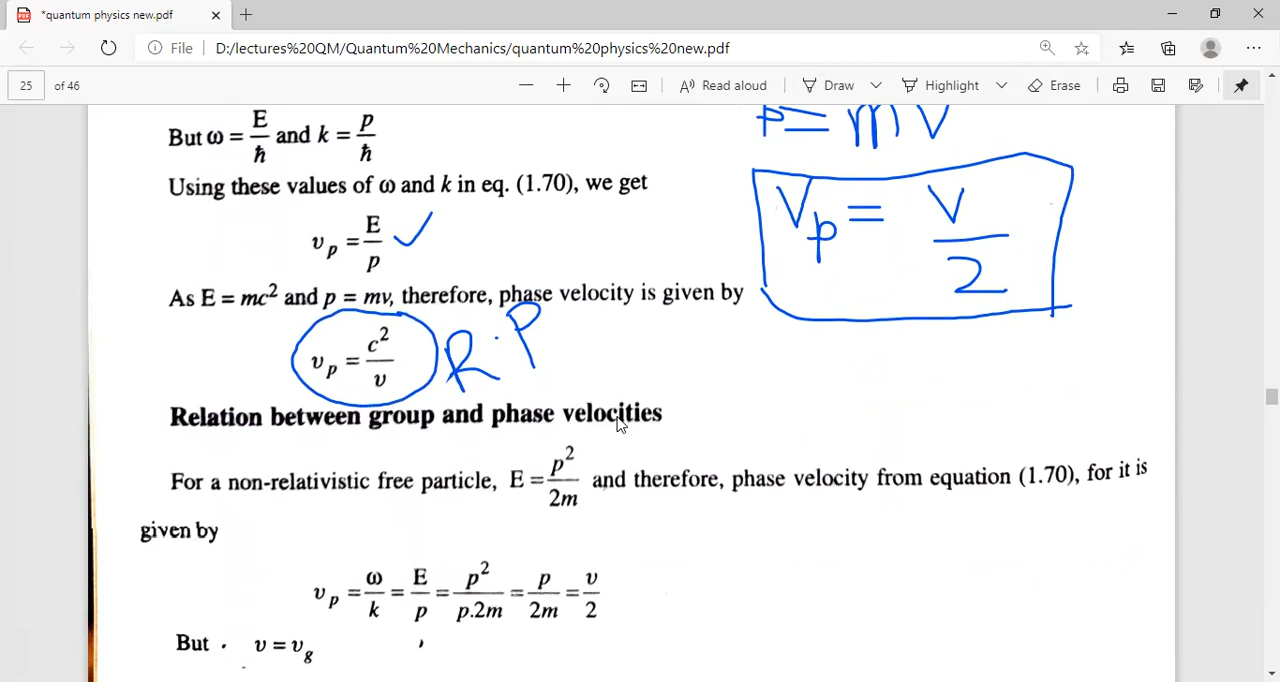 *quantum physics new.pdf
File D:/lectures%20QM/Quantum%20Mechanics/quantum%20physics%20new.pdf
25 of 46 Read aloud Draw Highlight Erase
p = mv
But ω = E/ħ and k = p/ħ
Using these values of ω and k in eq. (1.70), we get
v_p = v/2
υ_p = E/p ✓
As E = mc² and p = mv, therefore, phase velocity is given by
υ_p = c²/υ R.P
Relation between group and phase velocities
For a non-relativistic free particle, E = p²/2m and therefore, phase velocity from equation (1.70), for it is
given by
υ_p = ω/k = E/p = p²/p.2m = p/2m = υ/2
But υ = υ_g